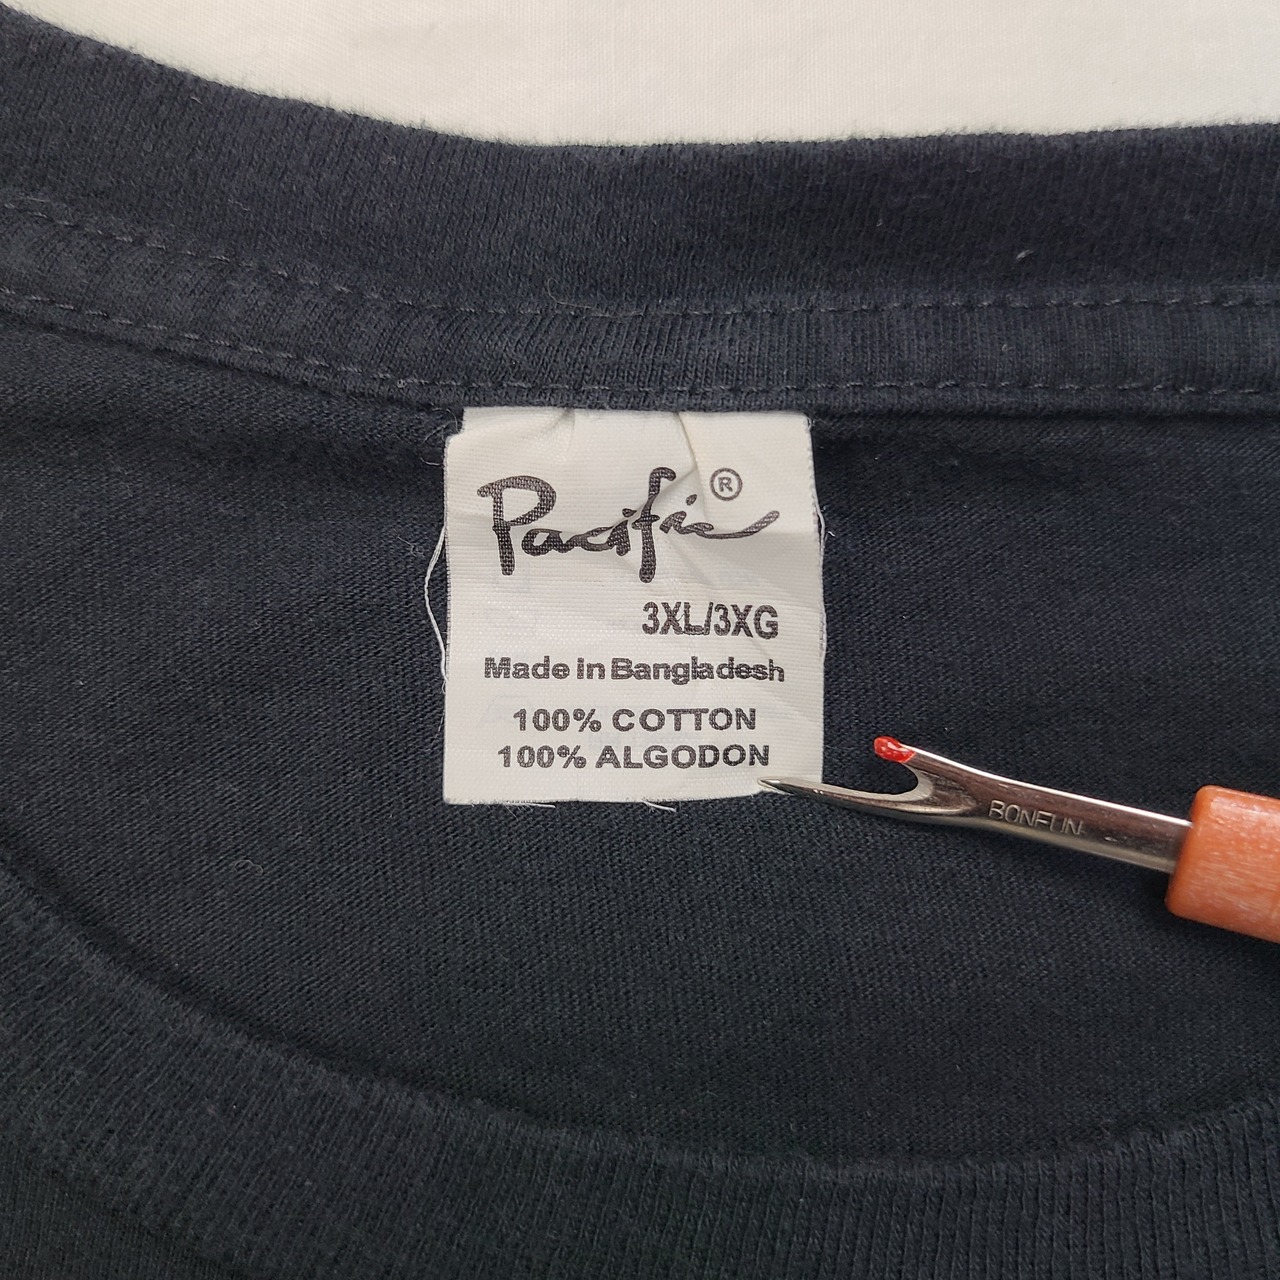 Pacific®
3XL/3XG
Made in Bangladesh
100% COTTON
100% ALGODON
BONFUN